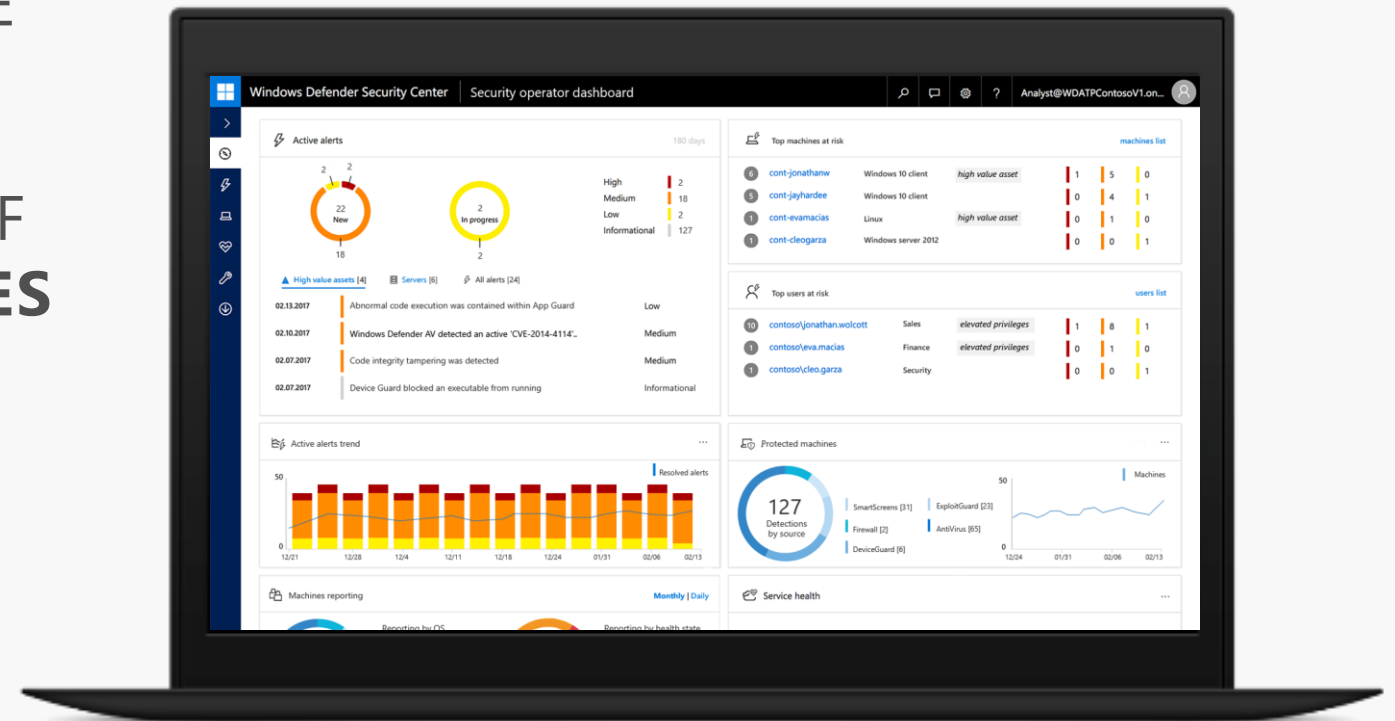 F
ES
Windows Defender Security Center | Security operator dashboard
? Analyst@WDATPContosoV1.on...
Active alerts 180 days
2 2
22
New
18
2
In progress
2
High 2
Medium 18
Low 2
Informational 127
High value assets [4] Servers [6] All alerts [24]
02.13.2017 Abnormal code execution was contained within App Guard Low
02.10.2017 Windows Defender AV detected an active 'CVE-2014-4114'.. Medium
02.07.2017 Code integrity tampering was detected Medium
02.07.2017 Device Guard blocked an executable from running Informational
Top machines at risk machines list
6 cont-jonathanw Windows 10 client high value asset 1 5 0
5 cont-jayhardee Windows 10 client 0 4 1
1 cont-evamacias Linux high value asset 0 1 0
1 cont-cleogarza Windows server 2012 0 0 1
Top users at risk users list
10 contoso\jonathan.wolcott Sales elevated privileges 1 8 1
1 contoso\eva.macias Finance elevated privileges 0 1 0
1 contoso\cleo.garza Security 0 0 1
Active alerts trend ...
Resolved alerts
50
0
12/21 12/28 12/4 12/11 12/18 12/24 01/31 02/06 02/13
Protected machines ...
127
Detections
by source
SmartScreens [31] ExploitGuard [23]
Firewall [2] AntiVirus [65]
DeviceGuard [6]
Machines
50
0
12/24 01/31 02/06 02/13
Machines reporting Monthly | Daily
Reporting by OS Reporting by health state
Service health ...